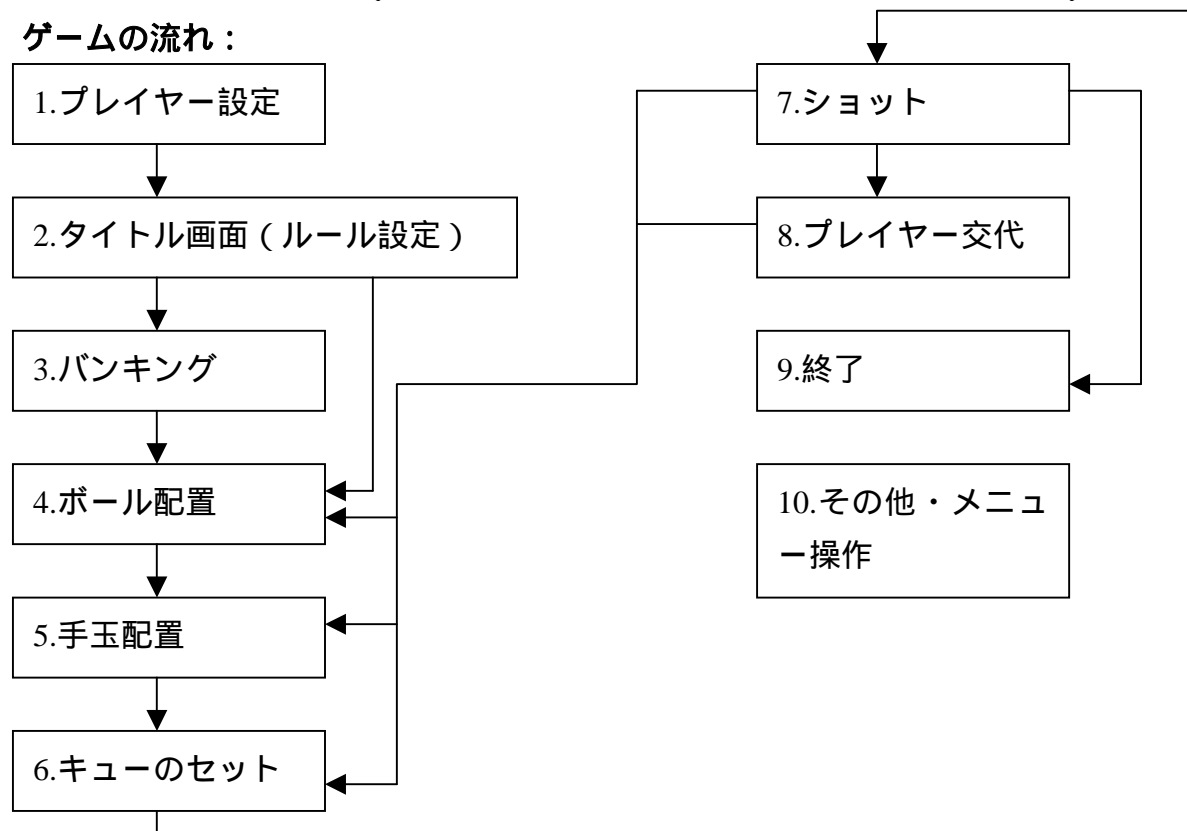 ゲームの流れ：
1.プレイヤー設定
2.タイトル画面（ルール設定）
3.バンキング
4.ボール配置
5.手玉配置
6.キューのセット
7.ショット
8.プレイヤー交代
9.終了
10.その他・メニュ
ー操作